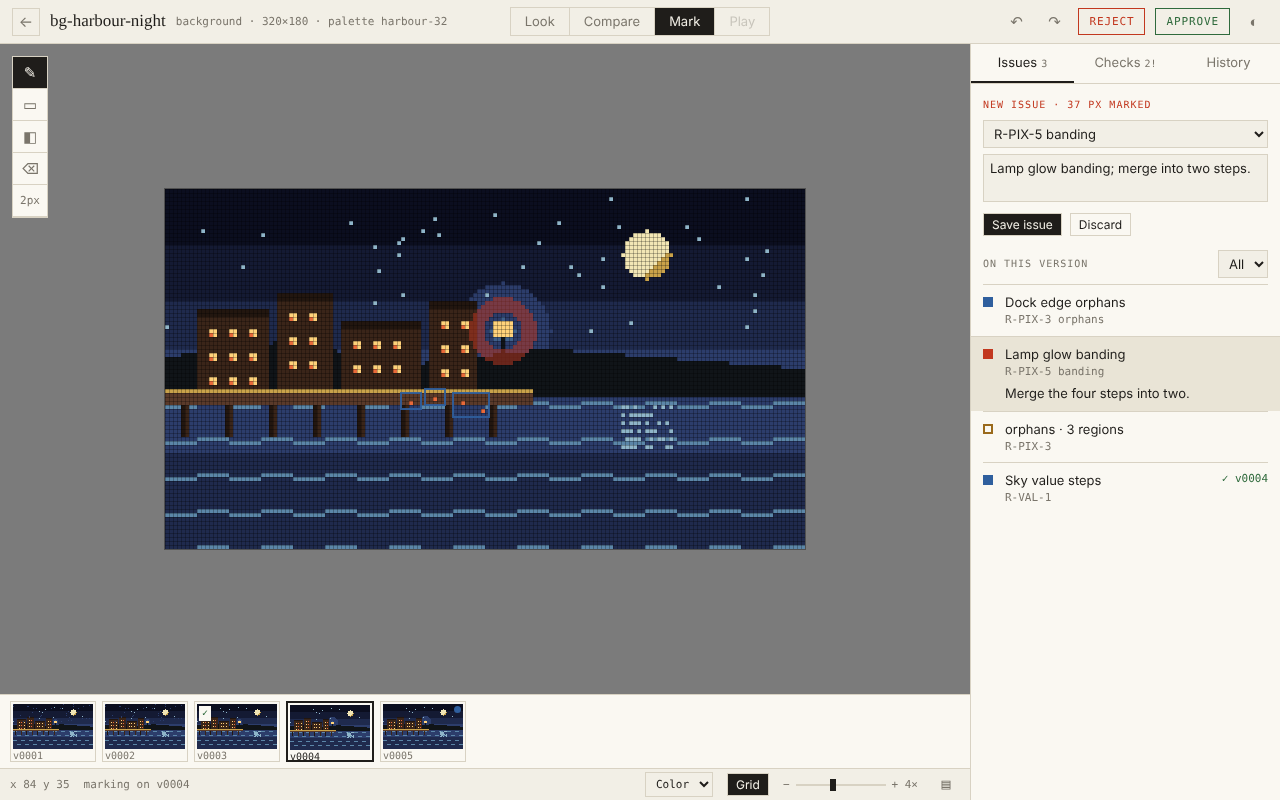 bg-harbour-night background · 320×180 · palette harbour-32
Look Compare Mark Play
REJECT APPROVE
2px
Issues 3 Checks 2! History
NEW ISSUE · 37 PX MARKED
R-PIX-5 banding
Lamp glow banding; merge into two steps.
Save issue Discard
ON THIS VERSION All
Dock edge orphans
R-PIX-3 orphans
Lamp glow banding
R-PIX-5 banding
Merge the four steps into two.
orphans · 3 regions
R-PIX-3
Sky value steps ✓ v0004
R-VAL-1
v0001 v0002 v0003 v0004 v0005
x 84 y 35 marking on v0004 Color Grid − + 4×